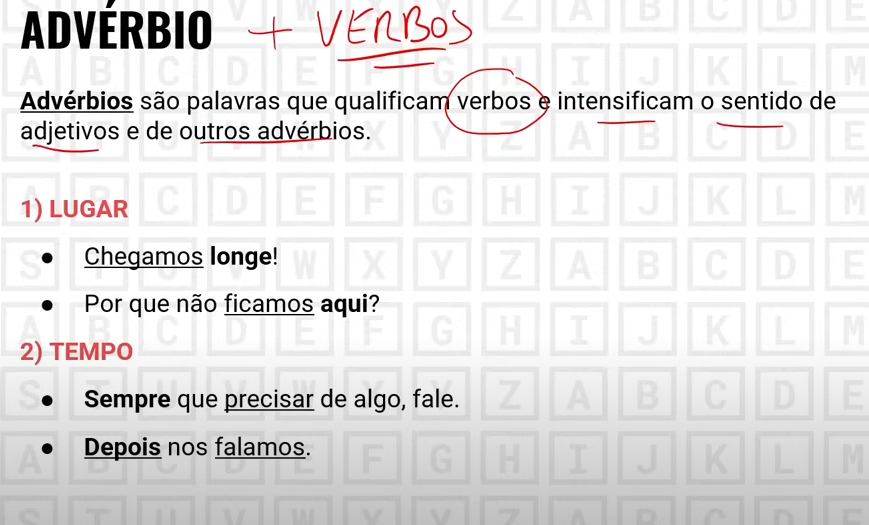 ADVÉRBIO + VERBOS
Advérbios são palavras que qualificam verbos e intensificam o sentido de
adjetivos e de outros advérbios.
1) LUGAR
● Chegamos longe!
● Por que não ficamos aqui?
2) TEMPO
● Sempre que precisar de algo, fale.
● Depois nos falamos.